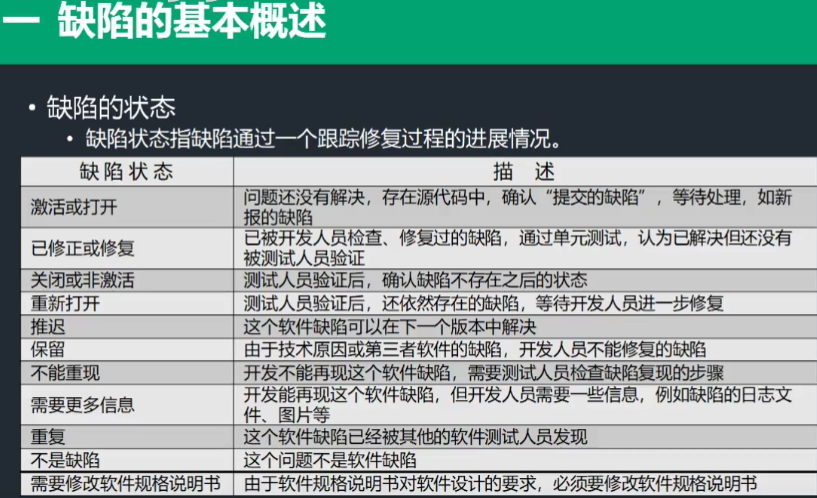 一 缺陷的基本概述
• 缺陷的状态
• 缺陷状态指缺陷通过一个跟踪修复过程的进展情况。
缺陷状态 描 述
激活或打开 问题还没有解决，存在源代码中，确认“提交的缺陷”，等待处理，如新
报的缺陷
已修正或修复 已被开发人员检查、修复过的缺陷，通过单元测试，认为已解决但还没有
被测试人员验证
关闭或非激活 测试人员验证后，确认缺陷不存在之后的状态
重新打开 测试人员验证后，还依然存在的缺陷，等待开发人员进一步修复
推迟 这个软件缺陷可以在下一个版本中解决
保留 由于技术原因或第三者软件的缺陷，开发人员不能修复的缺陷
不能重现 开发不能再现这个软件缺陷，需要测试人员检查缺陷复现的步骤
需要更多信息 开发能再现这个软件缺陷，但开发人员需要一些信息，例如缺陷的日志文
件、图片等
重复 这个软件缺陷已经被其他的软件测试人员发现
不是缺陷 这个问题不是软件缺陷
需要修改软件规格说明书 由于软件规格说明书对软件设计的要求，必须要修改软件规格说明书